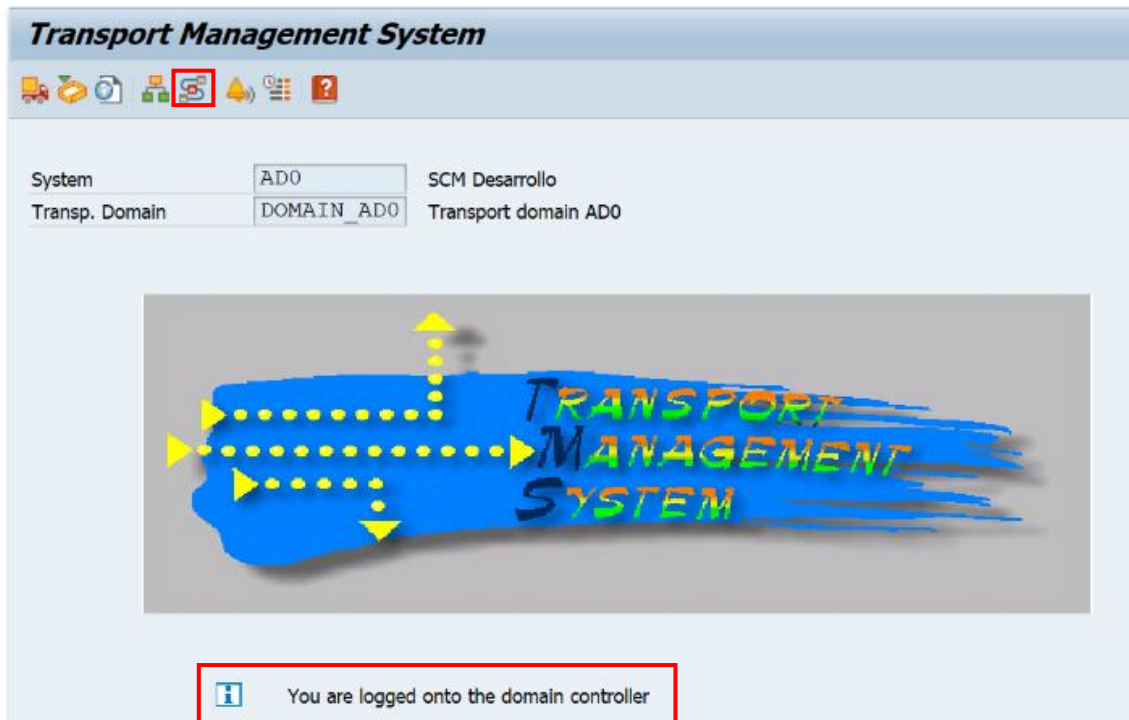 Transport Management System
System AD0 SCM Desarrollo
Transp. Domain DOMAIN_AD0 Transport domain AD0
TRANSPORT
MANAGEMENT
SYSTEM
You are logged onto the domain controller